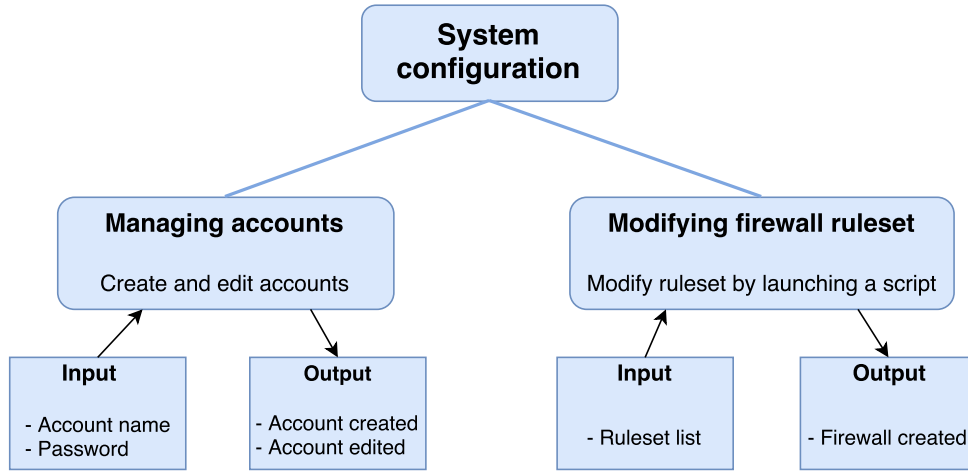 System
configuration
Managing accounts
Create and edit accounts
Modifying firewall ruleset
Modify ruleset by launching a script
Input
- Account name
- Password
Output
- Account created
- Account edited
Input
- Ruleset list
Output
- Firewall created